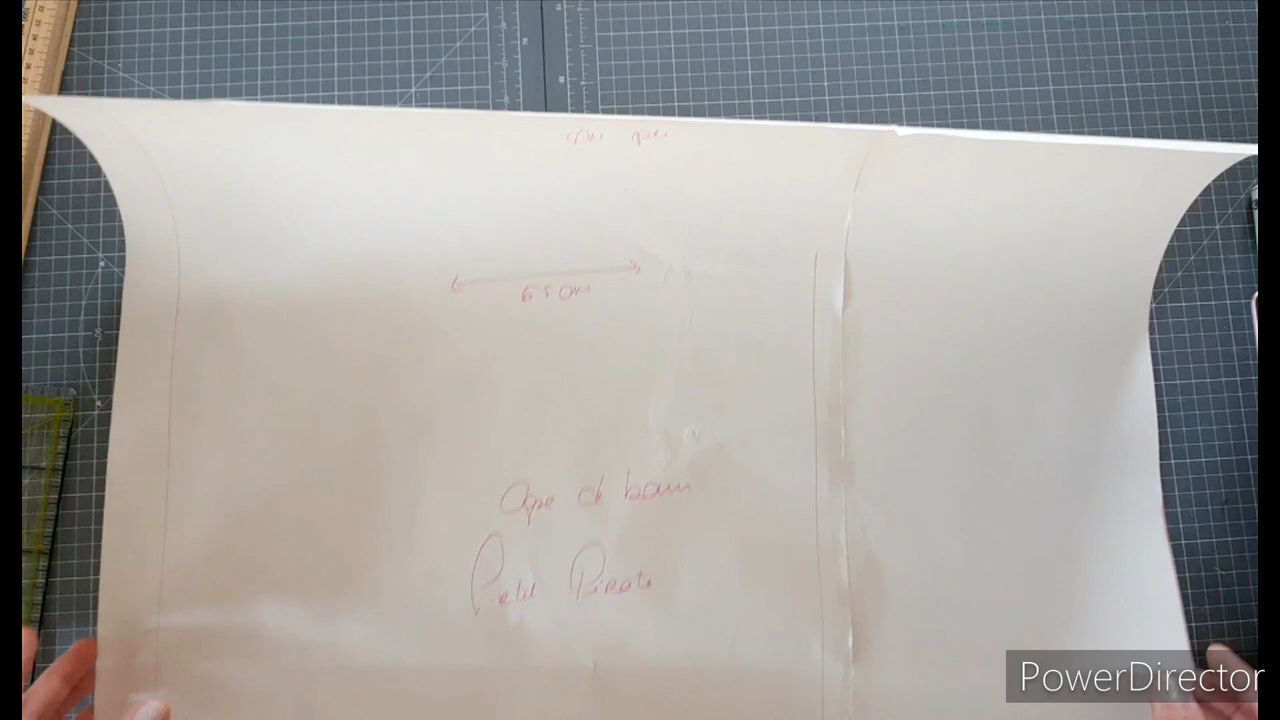 65 cm
Cape de bain
Petit Pirate
PowerDirector